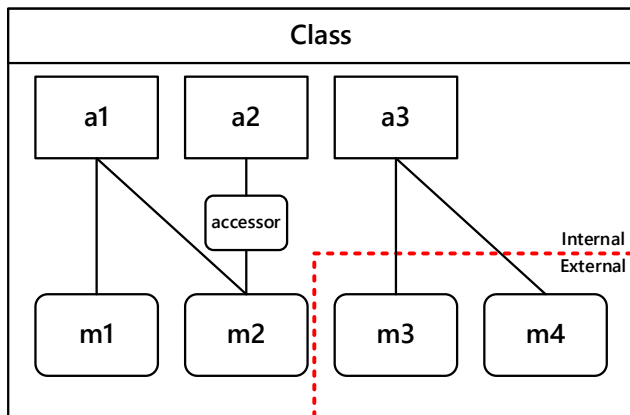 Class
a1 a2 a3
accessor
Internal
External
m1 m2 m3 m4